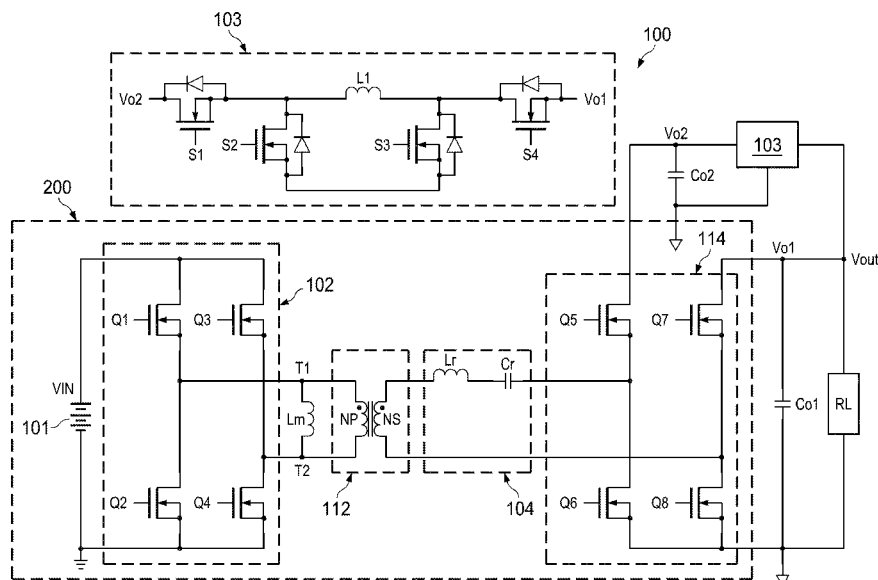 103
100
L1
Vo2
Vo1
S1
S2
S3
S4
Vo2
103
Co2
200
114
Vo1
Vout
102
Q1
Q3
Q5
Q7
T1
Lr
Cr
VIN
101
Lm
NP
NS
Co1
RL
T2
Q2
Q4
112
104
Q6
Q8